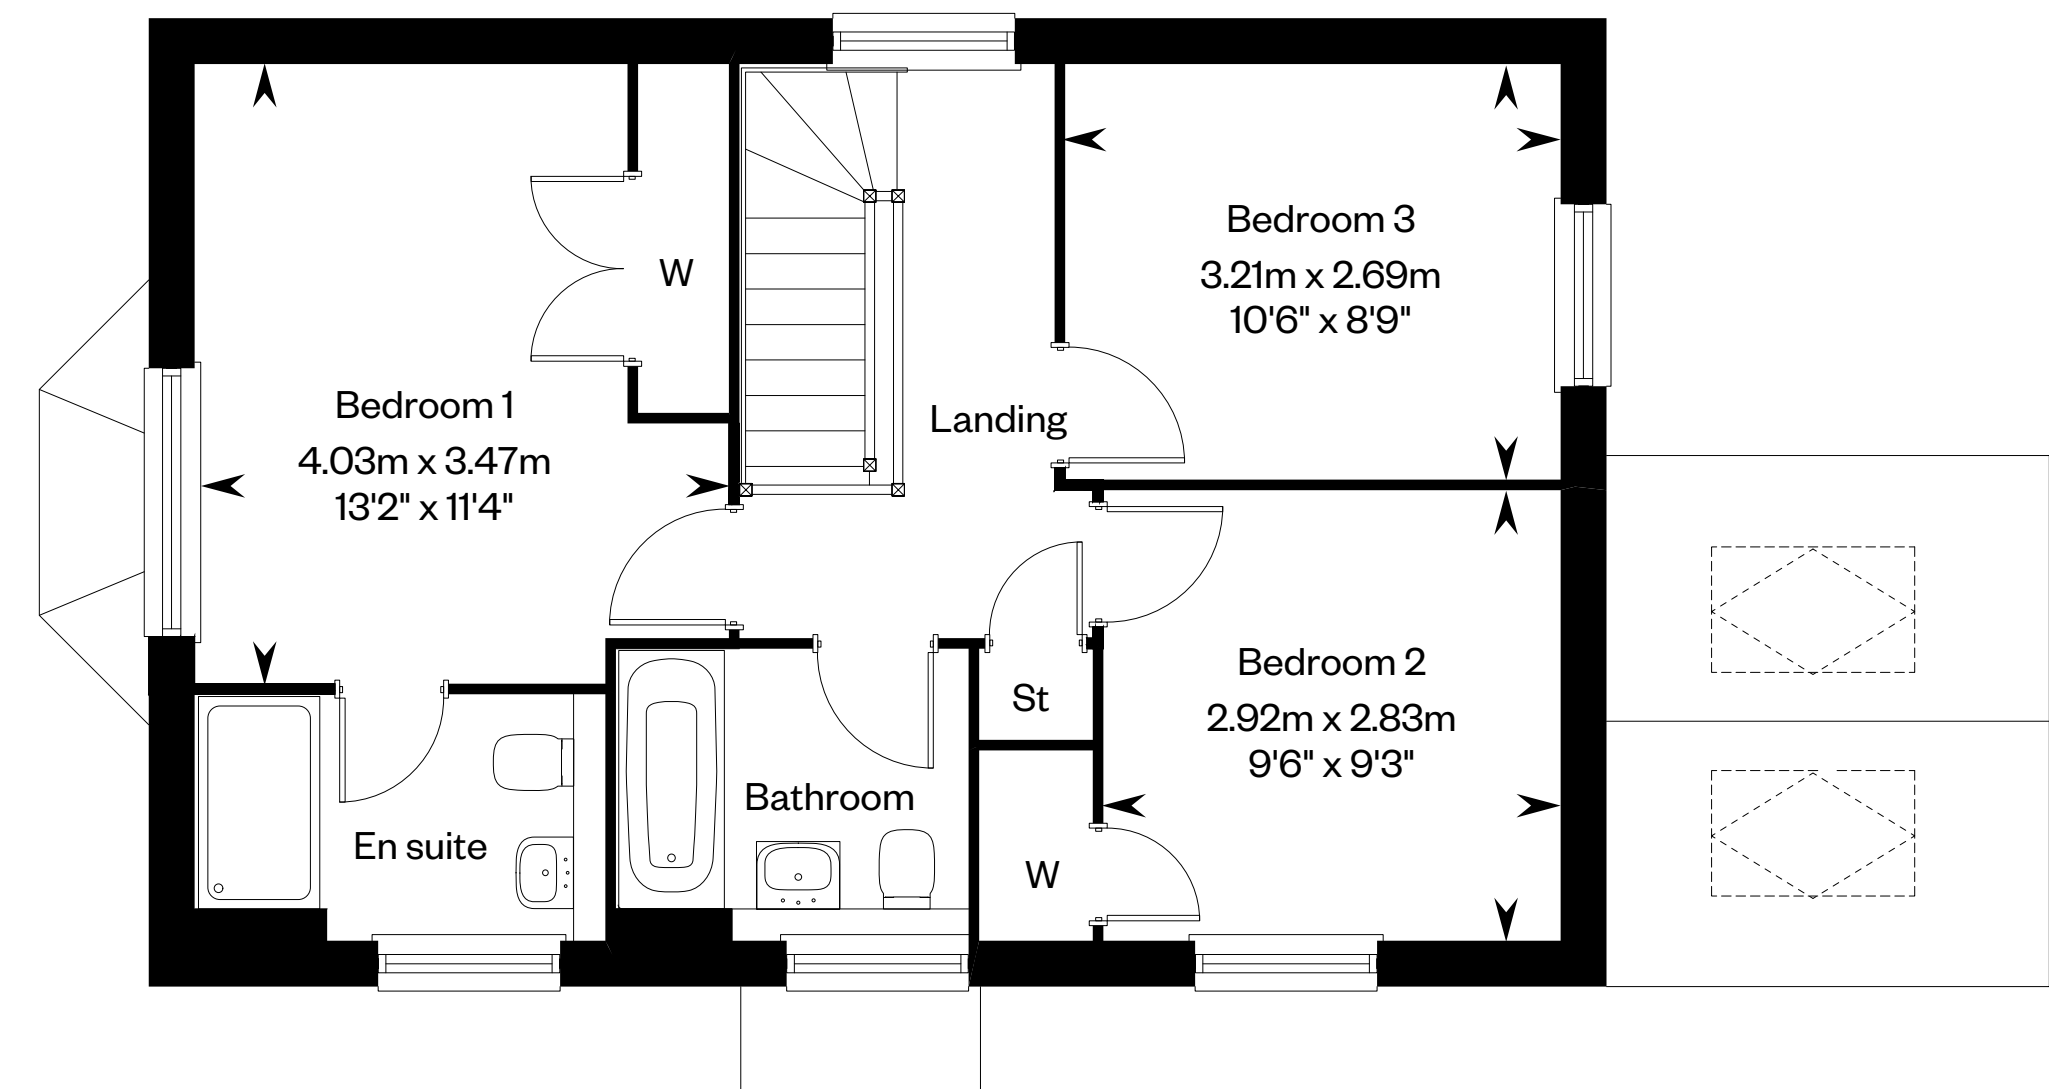 Bedroom 1
4.03m x 3.47m
13'2" x 11'4"
W
Landing
Bedroom 3
3.21m x 2.69m
10'6" x 8'9"
En suite
Bathroom
St
W
Bedroom 2
2.92m x 2.83m
9'6" x 9'3"